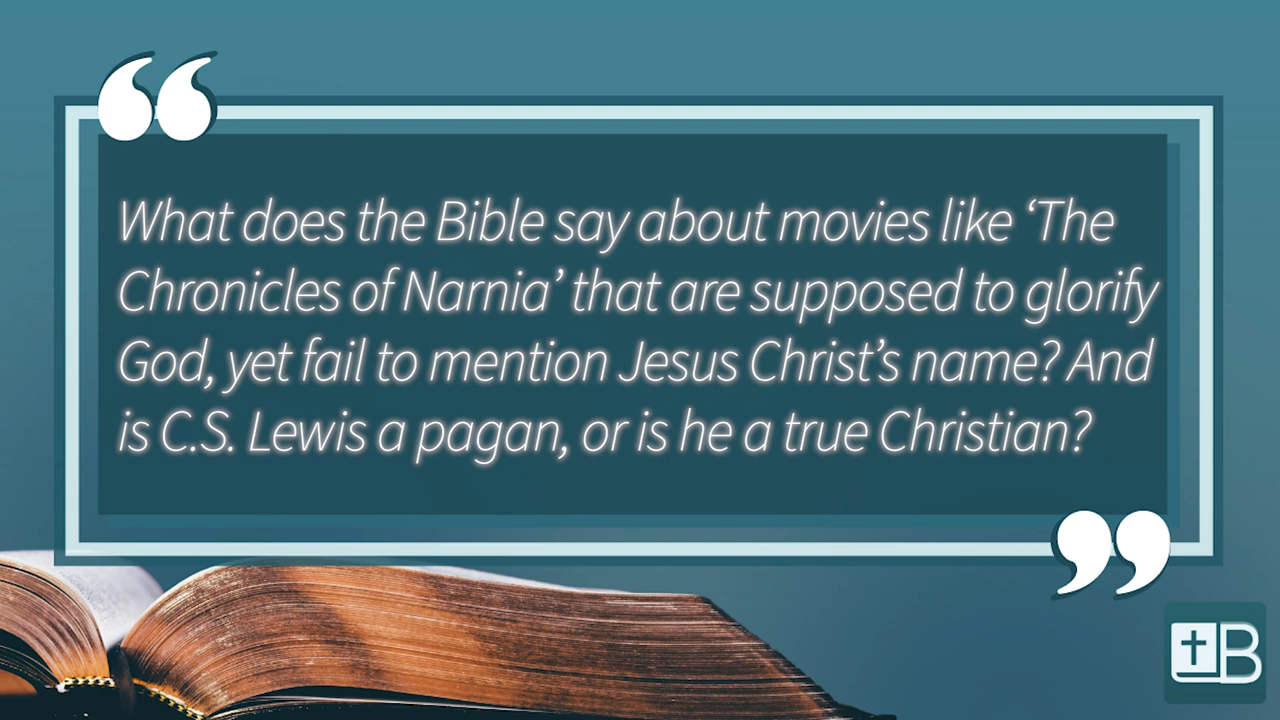 What does the Bible say about movies like ‘The
Chronicles of Narnia’ that are supposed to glorify
God, yet fail to mention Jesus Christ’s name? And
is C.S. Lewis a pagan, or is he a true Christian?
B